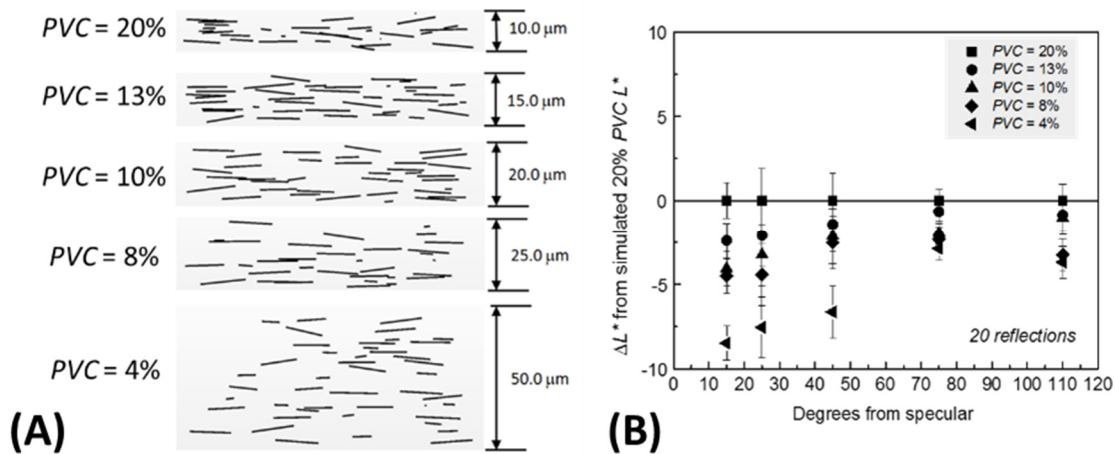 PVC = 20%
10.0 µm
PVC = 13%
15.0 µm
PVC = 10%
20.0 µm
PVC = 8%
25.0 µm
PVC = 4%
50.0 µm
(A)
ΔL* from simulated 20% PVC L*
10
5
0
-5
-10
PVC = 20%
PVC = 13%
PVC = 10%
PVC = 8%
PVC = 4%
20 reflections
0 10 20 30 40 50 60 70 80 90 100 110 120
Degrees from specular
(B)